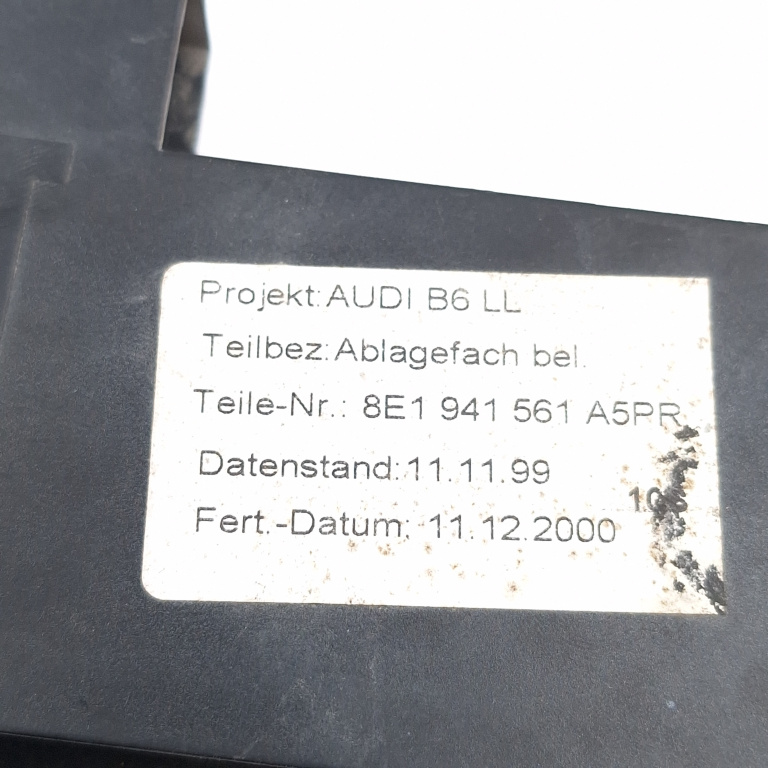 Projekt: AUDI B6 LL
Teilbez: Ablagefach bel.
Teile-Nr.: 8E1 941 561 A5PR
Datenstand: 11.11.99
Fert.-Datum: 11.12.2000